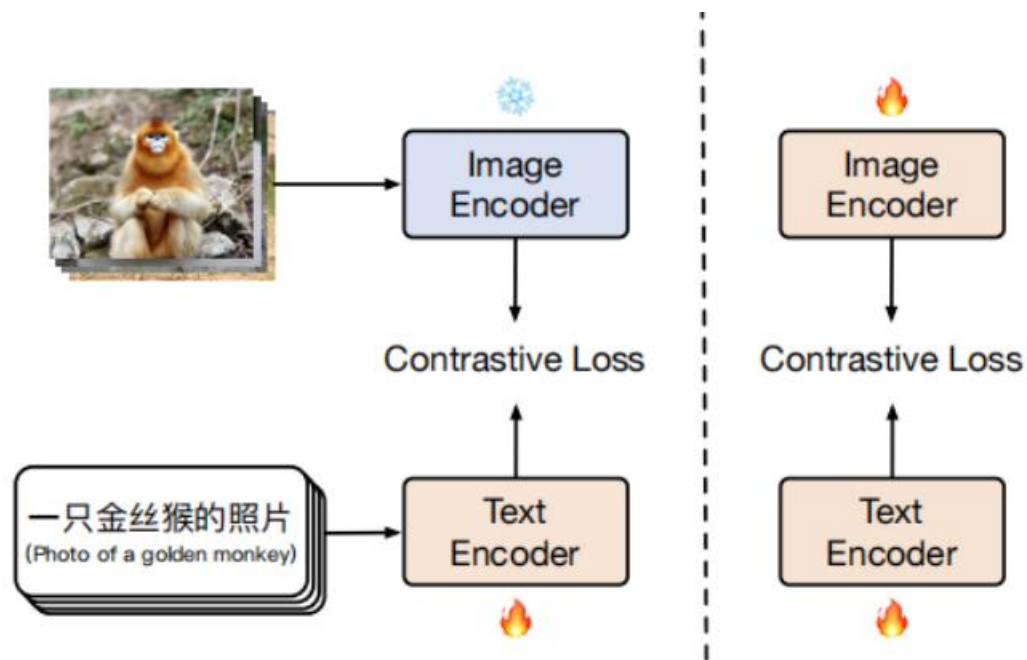 Image
Encoder
Image
Encoder
Contrastive Loss
Contrastive Loss
一只金丝猴的照片
(Photo of a golden monkey)
Text
Encoder
Text
Encoder